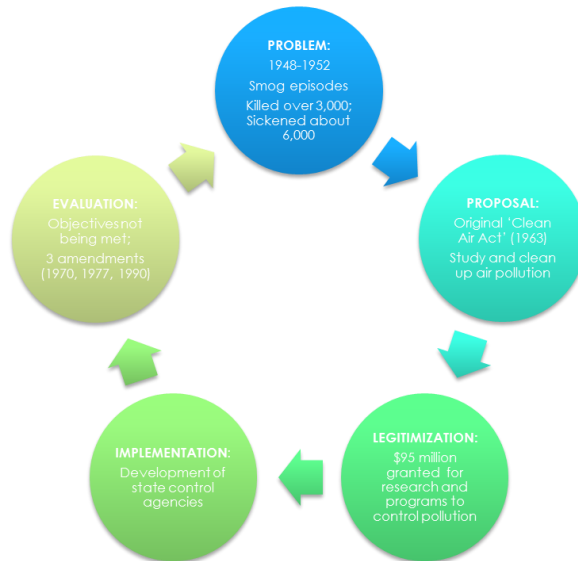 PROBLEM:
1948-1952
Smog episodes
Killed over 3,000;
Sickened about
6,000
PROPOSAL:
Original ‘Clean
Air Act’ (1963)
Study and clean
up air pollution
LEGITIMIZATION:
$95 million
granted for
research and
programs to
control pollution
IMPLEMENTATION:
Development of
state control
agencies
EVALUATION:
Objectives not
being met;
3 amendments
(1970, 1977, 1990)